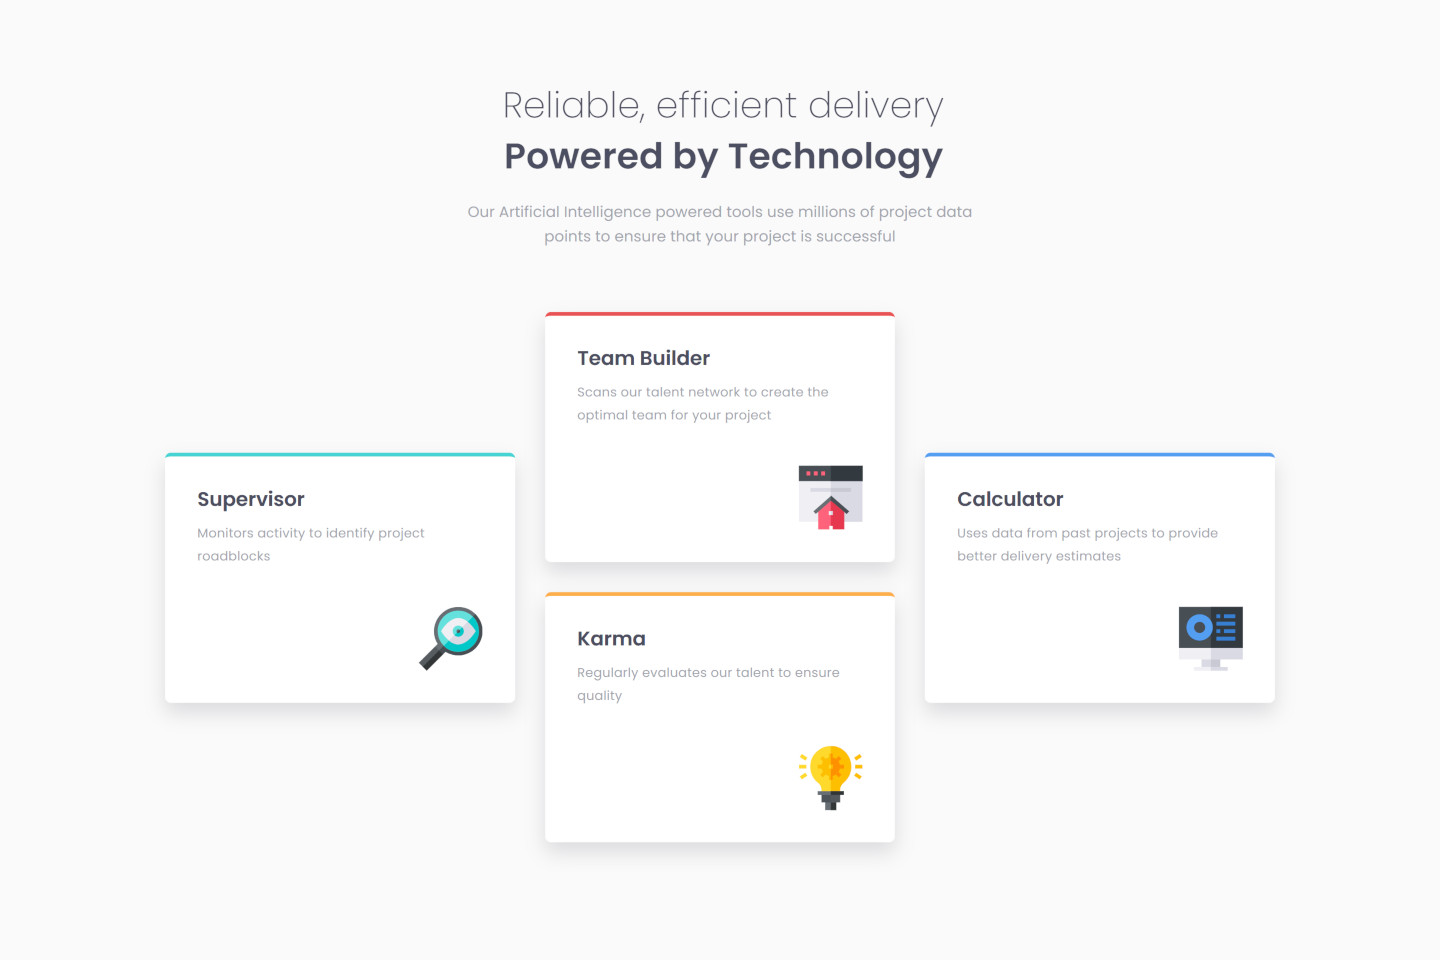 Reliable, efficient delivery
Powered by Technology
Our Artificial Intelligence powered tools use millions of project data
points to ensure that your project is successful
Supervisor
Monitors activity to identify project
roadblocks
Team Builder
Scans our talent network to create the
optimal team for your project
Karma
Regularly evaluates our talent to ensure
quality
Calculator
Uses data from past projects to provide
better delivery estimates